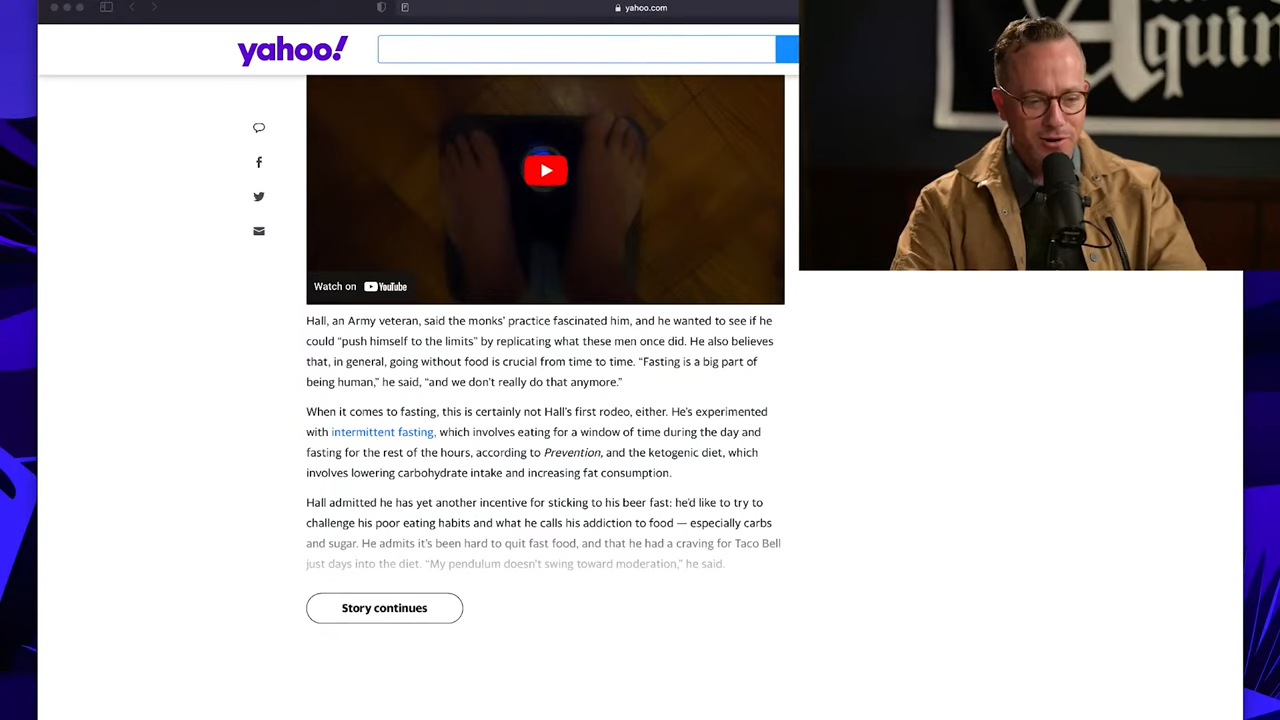 yahoo.com
yahoo!
Aquin
Watch on YouTube
Hall, an Army veteran, said the monks' practice fascinated him, and he wanted to see if he
could “push himself to the limits” by replicating what these men once did. He also believes
that, in general, going without food is crucial from time to time. “Fasting is a big part of
being human,” he said, “and we don't really do that anymore.”
When it comes to fasting, this is certainly not Hall's first rodeo, either. He's experimented
with intermittent fasting, which involves eating for a window of time during the day and
fasting for the rest of the hours, according to Prevention, and the ketogenic diet, which
involves lowering carbohydrate intake and increasing fat consumption.
Hall admitted he has yet another incentive for sticking to his beer fast: he'd like to try to
challenge his poor eating habits and what he calls his addiction to food — especially carbs
and sugar. He admits it's been hard to quit fast food, and that he had a craving for Taco Bell
just days into the diet. “My pendulum doesn't swing toward moderation,” he said.
Story continues